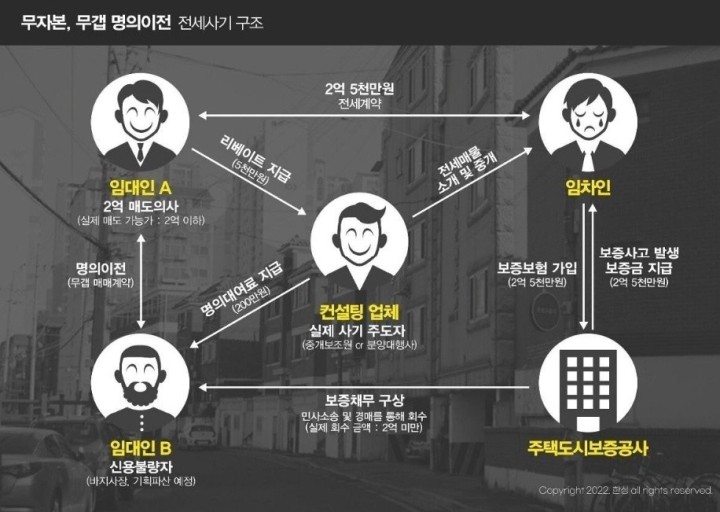 무자본, 무갭 명의이전 전세사기 구조
2억 5천만원
전세계약
리베이트 지급
(5천만원)
전세매물
소개 및 중개
임대인 A
2억 매도의사
(실제 매도 가능가 : 2억 이하)
임차인
명의이전
(무갭 매매계약)
명의대여료 지급
(200만원)
컨설팅 업체
실제 사기 주도자
(중개보조원 or 분양대행사)
보증보험 가입
(2억 5천만원)
보증사고 발생
보증금 지급
(2억 5천만원)
보증채무 구상
민사소송 및 경매를 통해 회수
(실제 회수 금액 : 2억 미만)
임대인 B
신용불량자
(바지사장, 기획파산 예정)
주택도시보증공사
Copyright 2022. 한섬 all rights reserved.